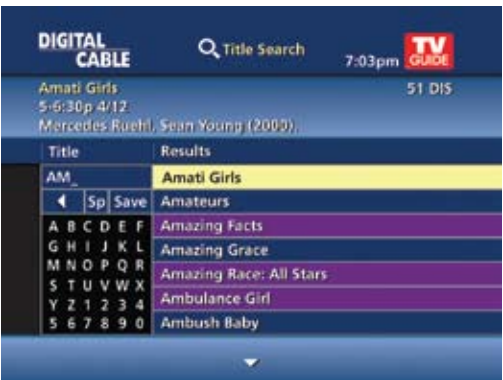 DIGITAL CABLE
Title Search
7:03pm
TV GUIDE
Amati Girls
51 DIS
5-6:30p 4/12
Mercedes Ruehl, Sean Young (2000).
Title
Results
AM_
Amati Girls
Sp Save
Amateurs
A B C D E F
Amazing Facts
G H I J K L
Amazing Grace
M N O P Q R
Amazing Race: All Stars
S T U V W X
Y Z 1 2 3 4
Ambulance Girl
5 6 7 8 9 0
Ambush Baby